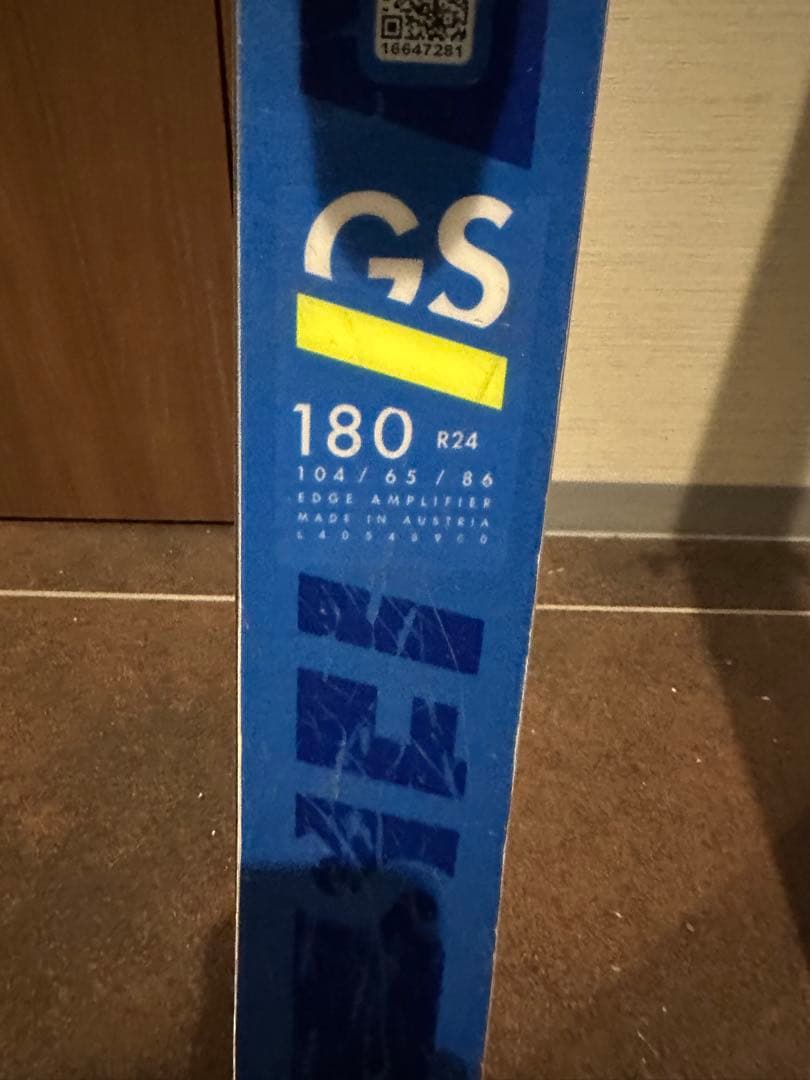 16647281
GS
180 R24
104 / 65 / 86
EDGE AMPLIFIER
MADE IN AUSTRIA